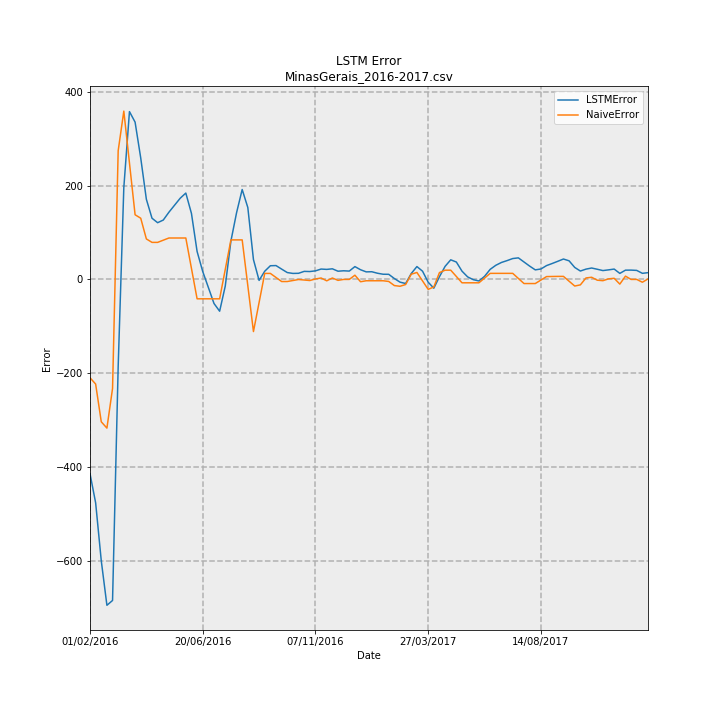 LSTM Error
MinasGerais_2016-2017.csv
LSTMError
NaiveError
400
200
0
−200
−400
−600
Error
01/02/2016
20/06/2016
07/11/2016
27/03/2017
14/08/2017
Date